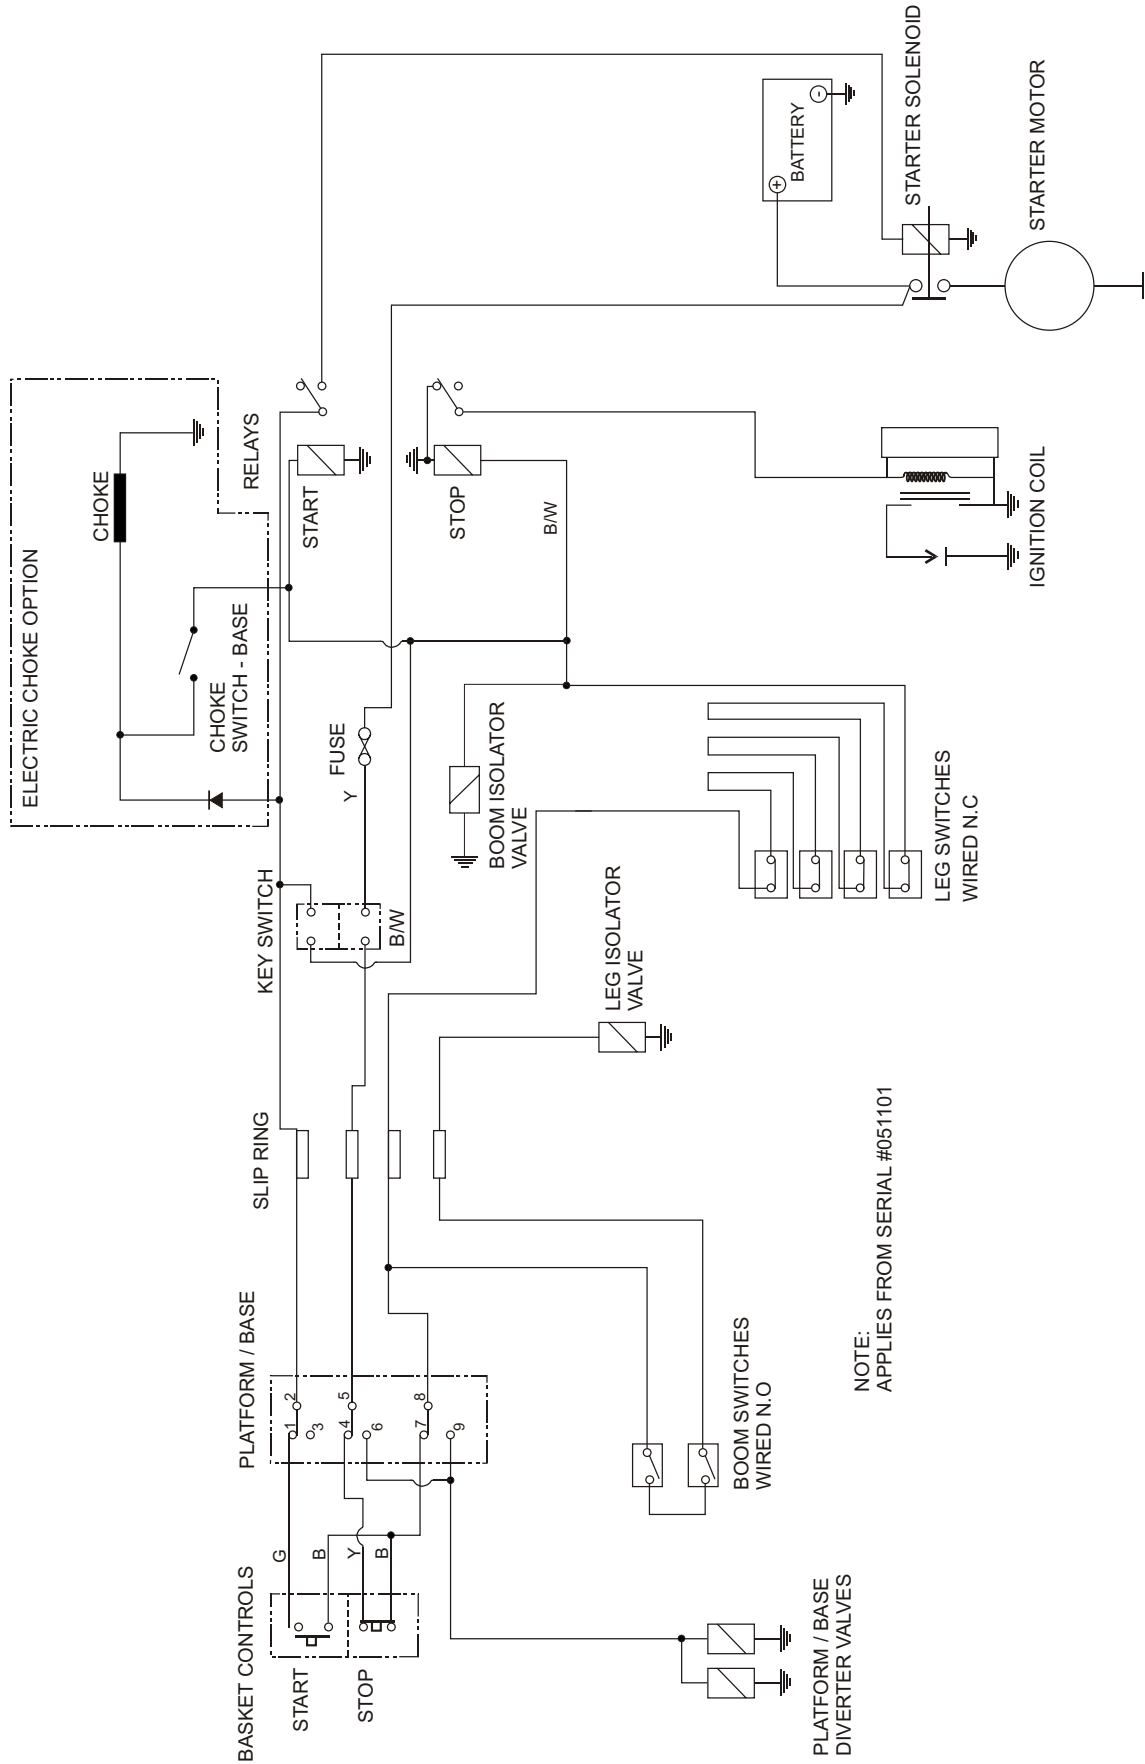 ELECTRIC CHOKE OPTION
CHOKE
CHOKE
SWITCH - BASE
RELAYS
START
STOP
B/W
BATTERY
+
-
STARTER SOLENOID
STARTER MOTOR
IGNITION COIL
KEY SWITCH
B/W
FUSE
Y
BOOM ISOLATOR
VALVE
LEG SWITCHES
WIRED N.C
LEG ISOLATOR
VALVE
SLIP RING
PLATFORM / BASE
1
2
3
4
5
6
7
8
9
BOOM SWITCHES
WIRED N.O
NOTE:
APPLIES FROM SERIAL #051101
BASKET CONTROLS
START
STOP
G
B
Y
B
PLATFORM / BASE
DIVERTER VALVES